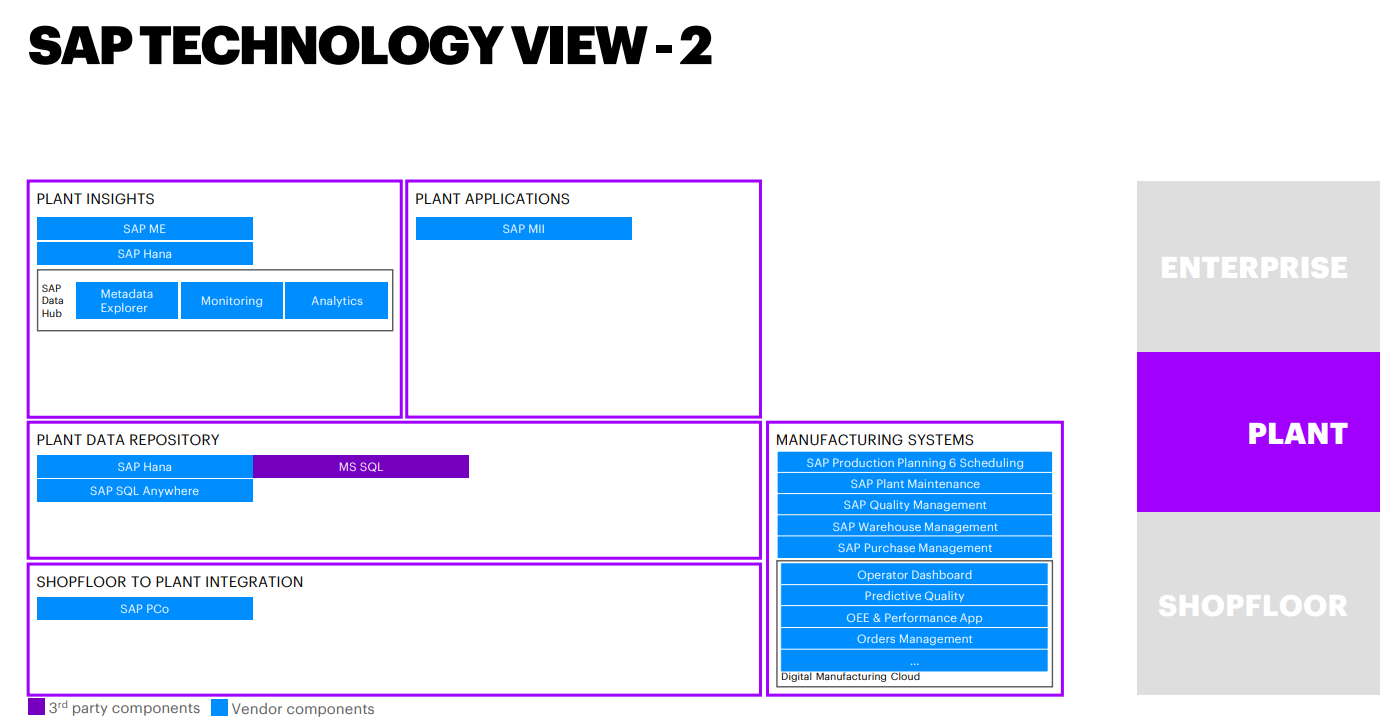 SAP TECHNOLOGY VIEW - 2
PLANT INSIGHTS
SAP ME
SAP Hana
SAP
Data
Hub
Metadata
Explorer
Monitoring
Analytics
PLANT APPLICATIONS
SAP MII
PLANT DATA REPOSITORY
SAP Hana
MS SQL
SAP SQL Anywhere
SHOPFLOOR TO PLANT INTEGRATION
SAP PCo
MANUFACTURING SYSTEMS
SAP Production Planning 6 Scheduling
SAP Plant Maintenance
SAP Quality Management
SAP Warehouse Management
SAP Purchase Management
Operator Dashboard
Predictive Quality
OEE & Performance App
Orders Management
...
Digital Manufacturing Cloud
ENTERPRISE
PLANT
SHOPFLOOR
3rd party components
Vendor components